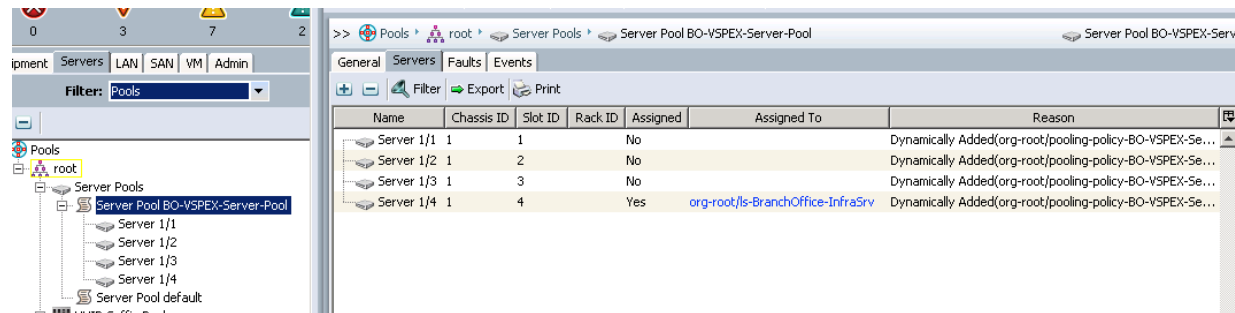 0 3 7 2
>> Pools root Server Pools Server Pool BO-VSPEX-Server-Pool Server Pool BO-VSPEX-Serv
ipment Servers LAN SAN VM Admin
General Servers Faults Events
Filter: Pools
Filter Export Print
Name Chassis ID Slot ID Rack ID Assigned Assigned To Reason
Server 1/1 1 1 No Dynamically Added(org-root/pooling-policy-BO-VSPEX-Se...
Server 1/2 1 2 No Dynamically Added(org-root/pooling-policy-BO-VSPEX-Se...
Server 1/3 1 3 No Dynamically Added(org-root/pooling-policy-BO-VSPEX-Se...
Server 1/4 1 4 Yes org-root/ls-BranchOffice-InfraSrv Dynamically Added(org-root/pooling-policy-BO-VSPEX-Se...
Pools
root
Server Pools
Server Pool BO-VSPEX-Server-Pool
Server 1/1
Server 1/2
Server 1/3
Server 1/4
Server Pool default